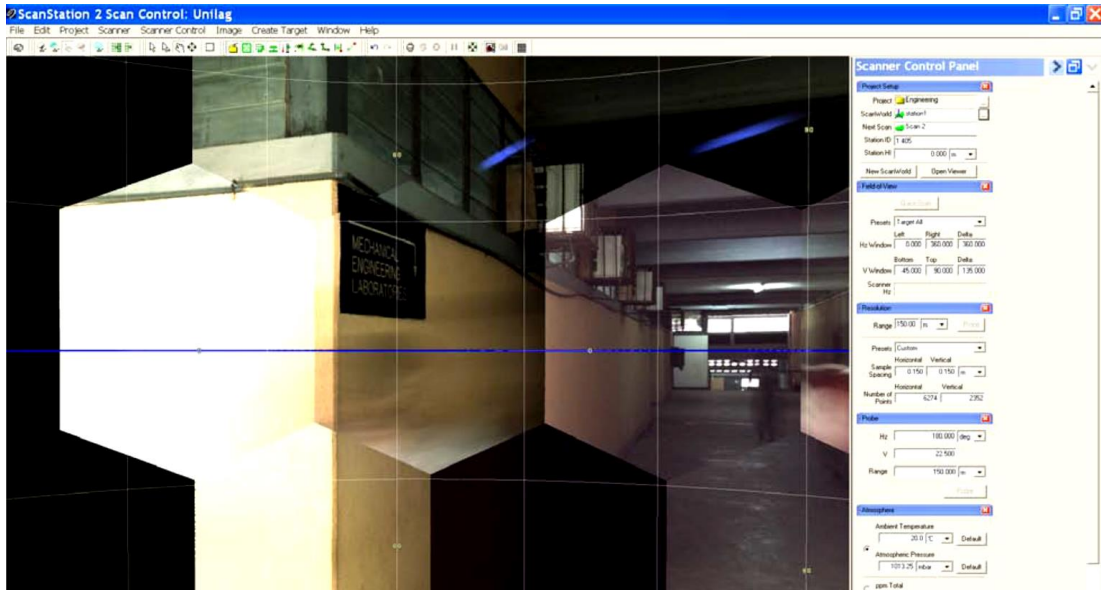 ScanStation 2 Scan Control: Unilag
File Edit Project Scanner Scanner Control Image Create Target Window Help
Scanner Control Panel
Project Setup
Project Engineering
ScanWorld station1
Next Scan Scan 2
Station ID 1 405
Station HI 0.000 m
New ScanWorld Open Viewer
Field of View
Quick Scan
Presets Target All
Left Right Delta
Hz Window 0.000 360.000 360.000
Bottom Top Delta
V Window 45.000 90.000 135.000
Scanner
Hz
Resolution
Range 150.00 m Probe
Presets Custom
Horizontal Vertical
Sample
Spacing 0.150 0.150 m
Horizontal Vertical
Number of
Points 6274 2352
Probe
Hz 180.000 deg
V 22.500
Range 150.000 m
Probe
Atmosphere
Ambient Temperature
20.0 °C Default
Atmospheric Pressure
1013.25 mbar Default
ppm Total
MECHANICAL
ENGINEERING
LABORATORIES